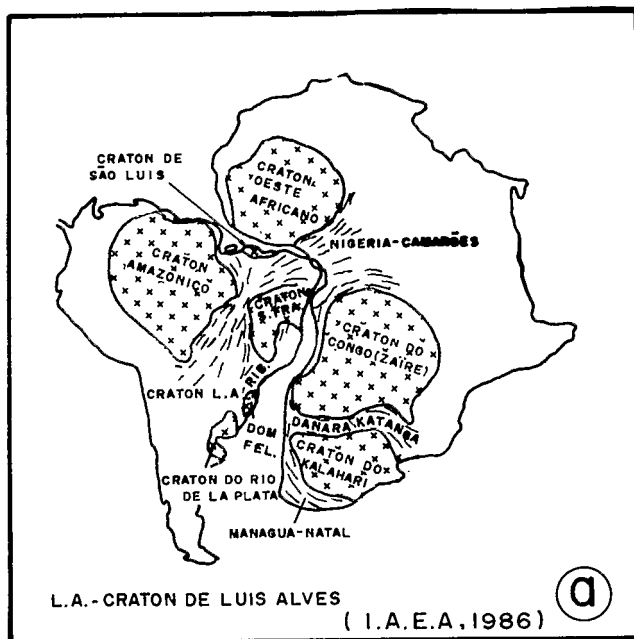 CRATON DE
SÃO LUIS
CRATON
OESTE
AFRICANO
NIGERIA-CAMARÕES
CRATON
AMAZÔNICO
CRATON
S. FRA.
CRATON DO
CONGO (ZAÏRE)
CRATON L.A
RIB.
DOM
FEL.
DAMARA KATANGA
CRATON DO
KALAHARI
CRATON DO RIO
DE LA PLATA
MANAGUA-NATAL
L.A.-CRATON DE LUIS ALVES
( I.A.E.A, 1986)
a